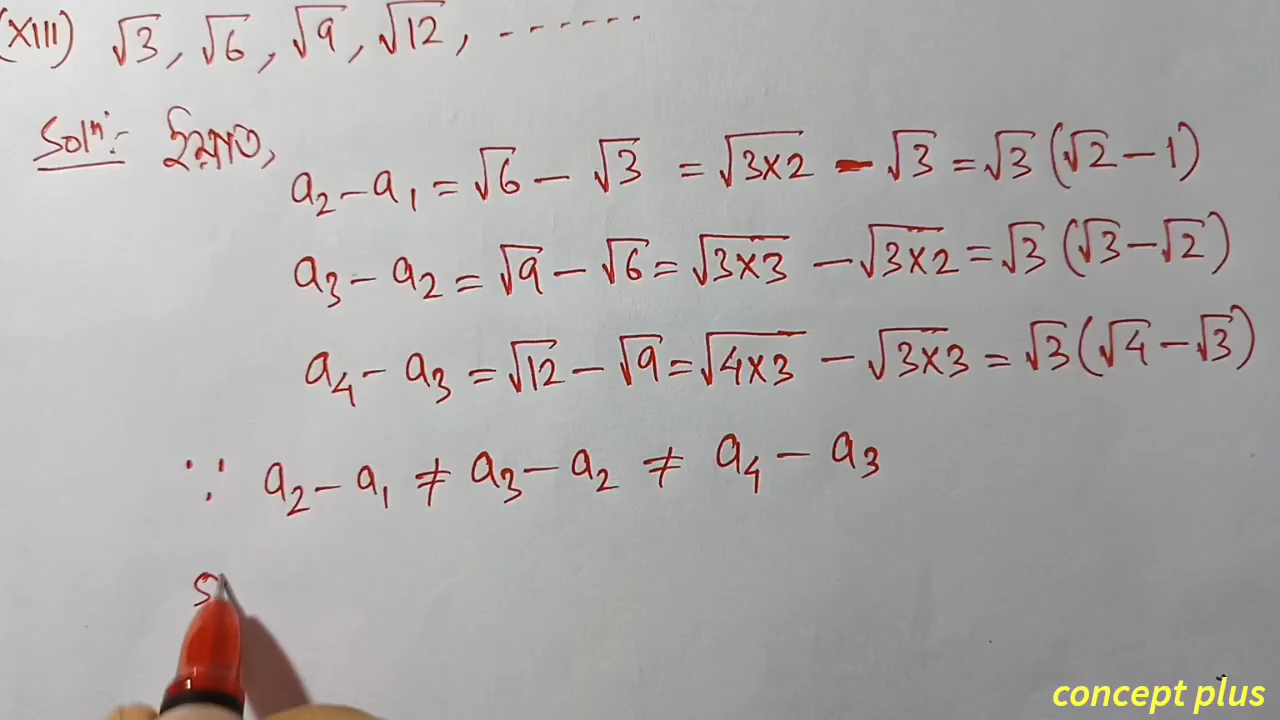 (XIII) √3, √6, √9, √12, .......
Solⁿ:- ইয়াত,
a₂ - a₁ = √6 - √3 = √3×2 - √3 = √3 (√2 - 1)
a₃ - a₂ = √9 - √6 = √3×3 - √3×2 = √3 (√3 - √2)
a₄ - a₃ = √12 - √9 = √4×3 - √3×3 = √3 (√4 - √3)
∵ a₂ - a₁ ≠ a₃ - a₂ ≠ a₄ - a₃
concept plus